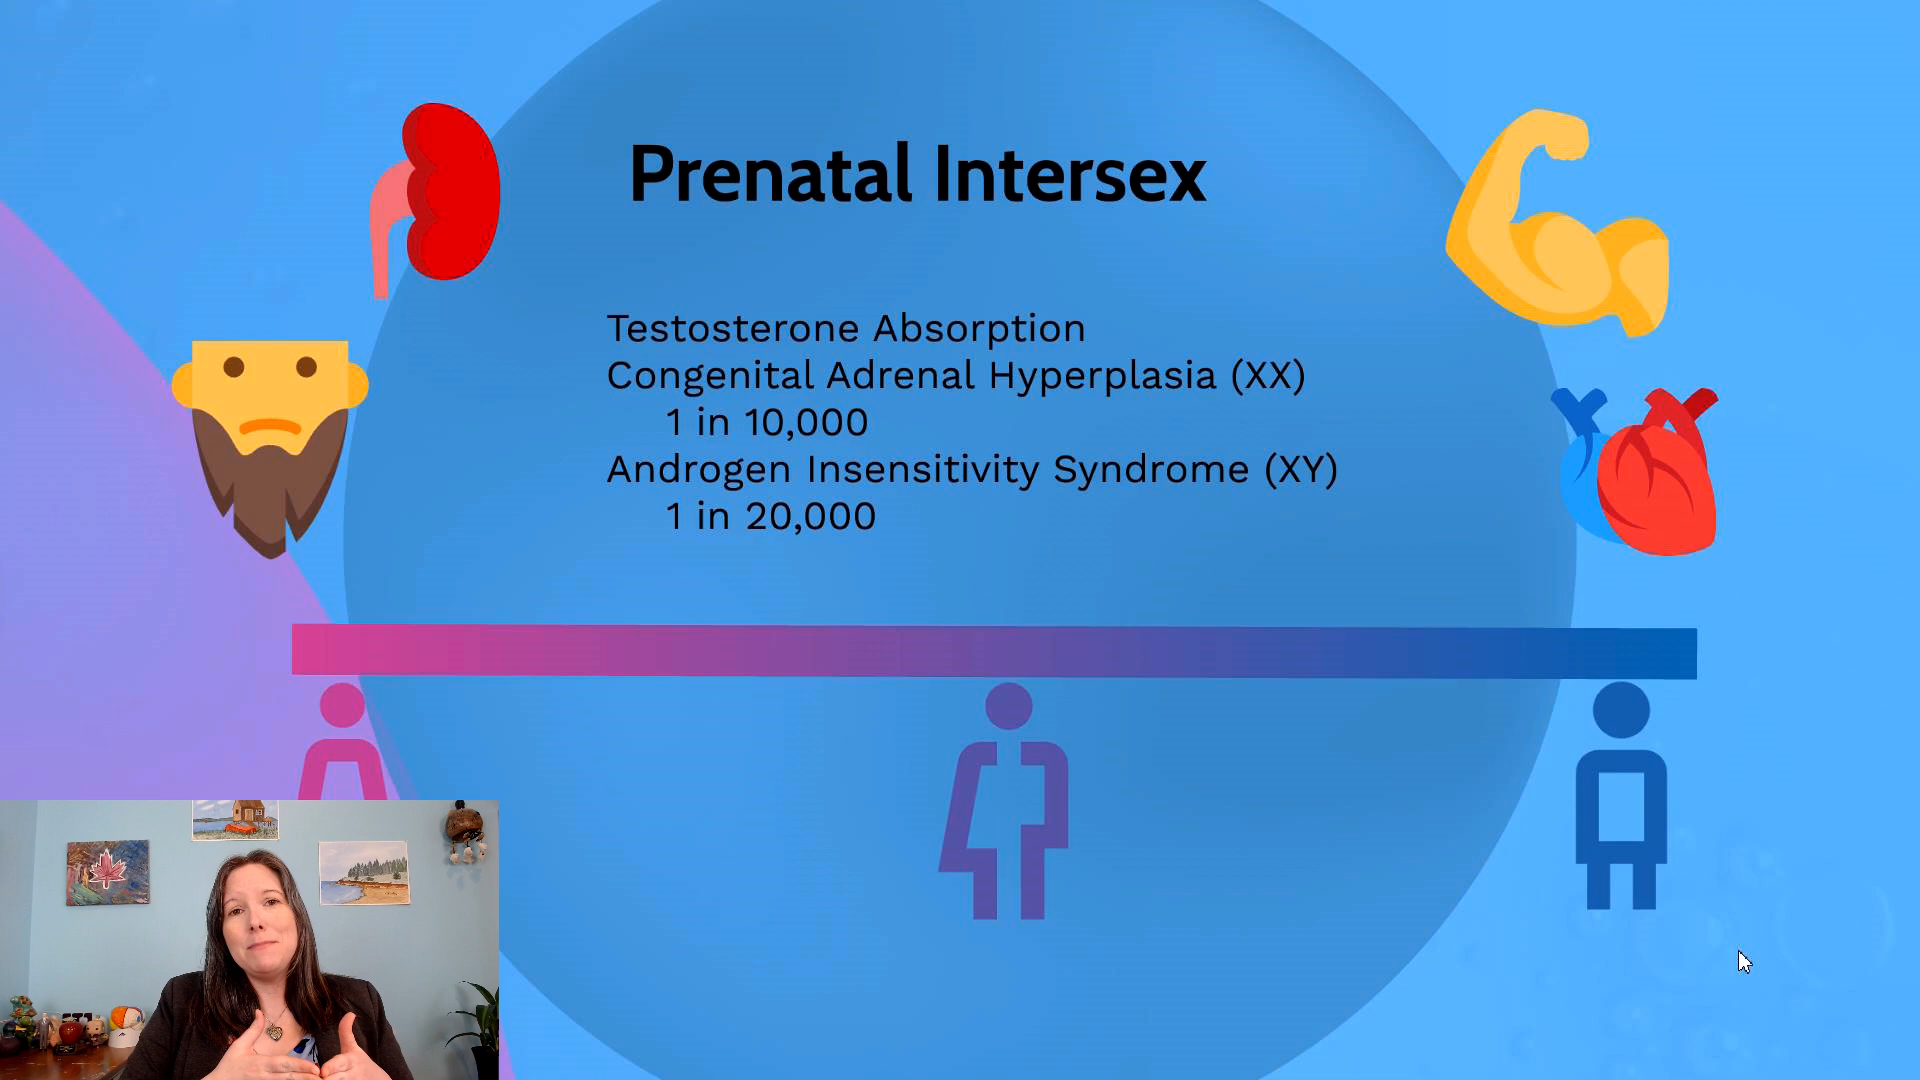 Prenatal Intersex
Testosterone Absorption
Congenital Adrenal Hyperplasia (XX)
1 in 10,000
Androgen Insensitivity Syndrome (XY)
1 in 20,000